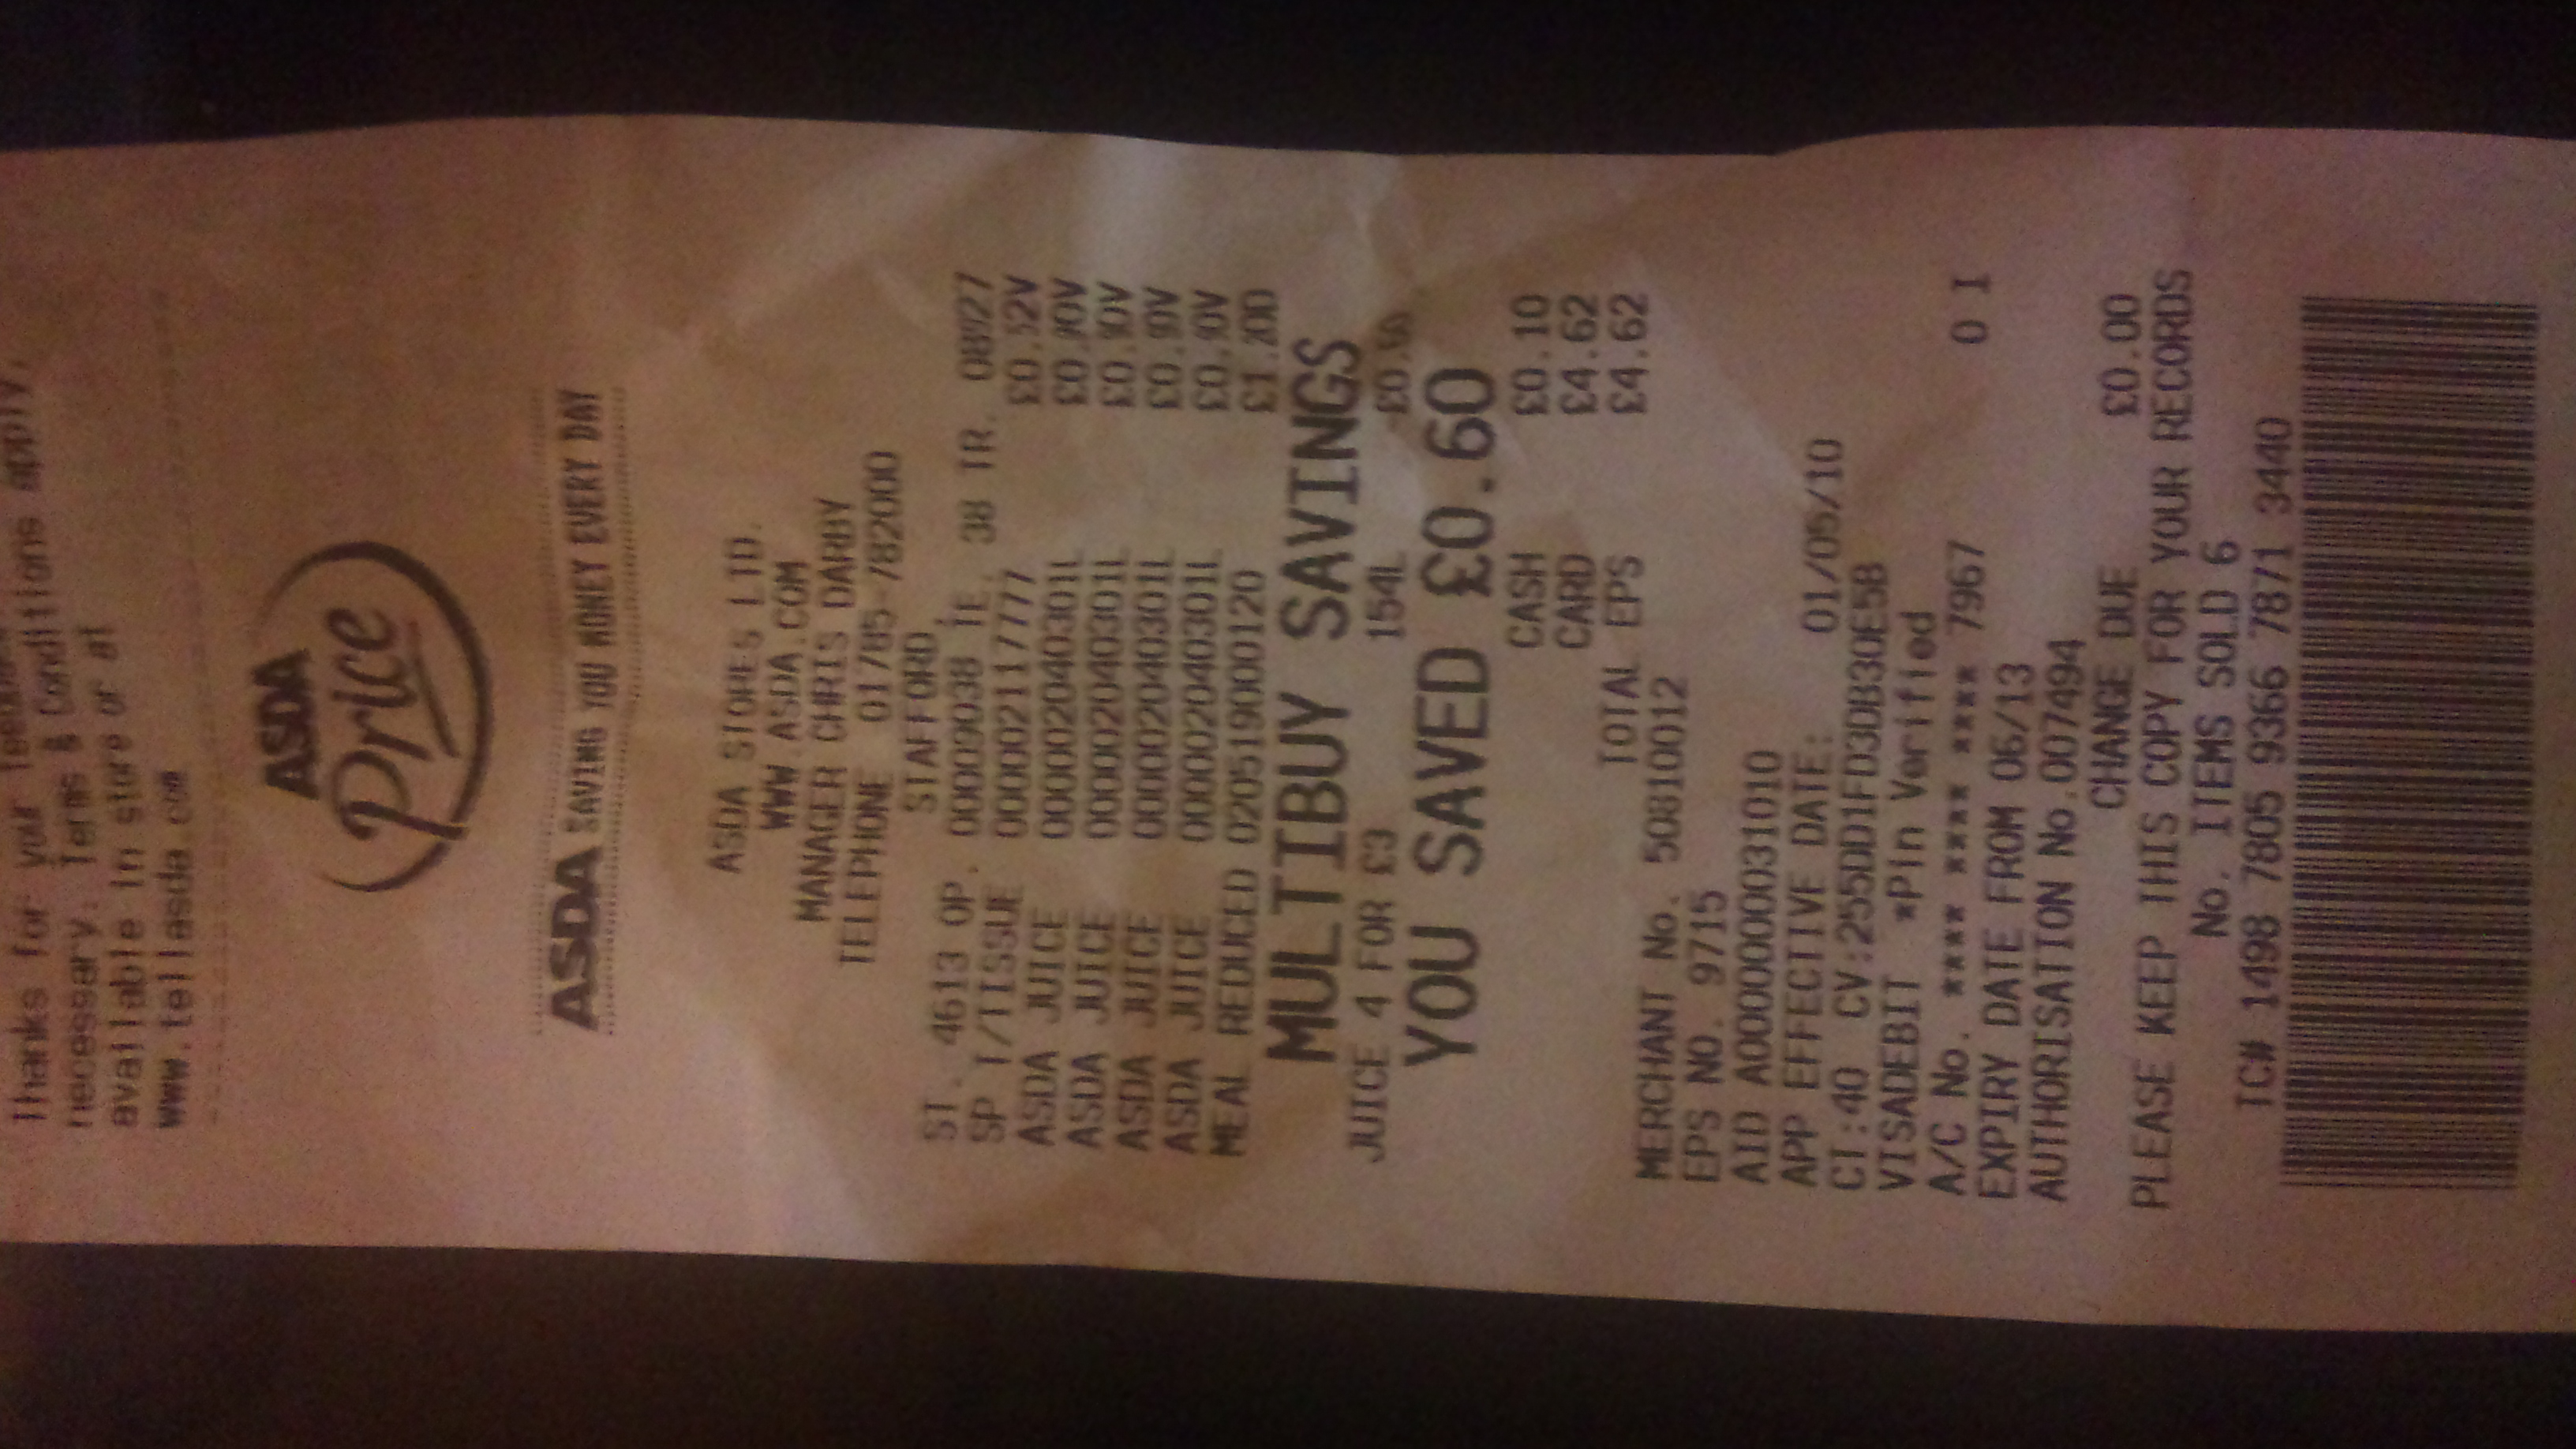 Thanks for your
necessary. Terms & Conditions apply,
available in store or at
www.tellasda.com
ASDA
Price
ASDA SAVING YOU MONEY EVERY DAY
ASDA STORES LTD.
WWW.ASDA.COM
MANAGER CHRIS DARBY
TELEPHONE 01785-782000
STAFFORD
ST. 4613 OP. 00009038 TE. 38 TR. 08927
SP T/TISSUE 000002117777 £0.52V
ASDA JUICE 000002040301L £0.90V
ASDA JUICE 000002040301L £0.90V
ASDA JUICE 000002040301L £0.90V
ASDA JUICE 000002040301L £0.90V
MEAL REDUCED 0205190000120 £1.20D
MULTIBUY SAVINGS
JUICE 4 FOR £3 154L
YOU SAVED £0.60
CASH £0.10
CARD £4.62
TOTAL EPS £4.62
MERCHANT No. 508100012
EPS NO. 9715
AID A0000000031010
APP EFFECTIVE DATE: 01/05/10
CT:40 CV:255DD1FD3DB30E5B
VISADEBIT *Pin Verified
A/C No. **** **** **** 7967 0 I
EXPIRY DATE FROM 06/13
AUTHORISATION No.007494
CHANGE DUE £0.00
PLEASE KEEP THIS COPY FOR YOUR RECORDS
No. ITEMS SOLD 6
TC# 1498 7805 9366 7871 3440